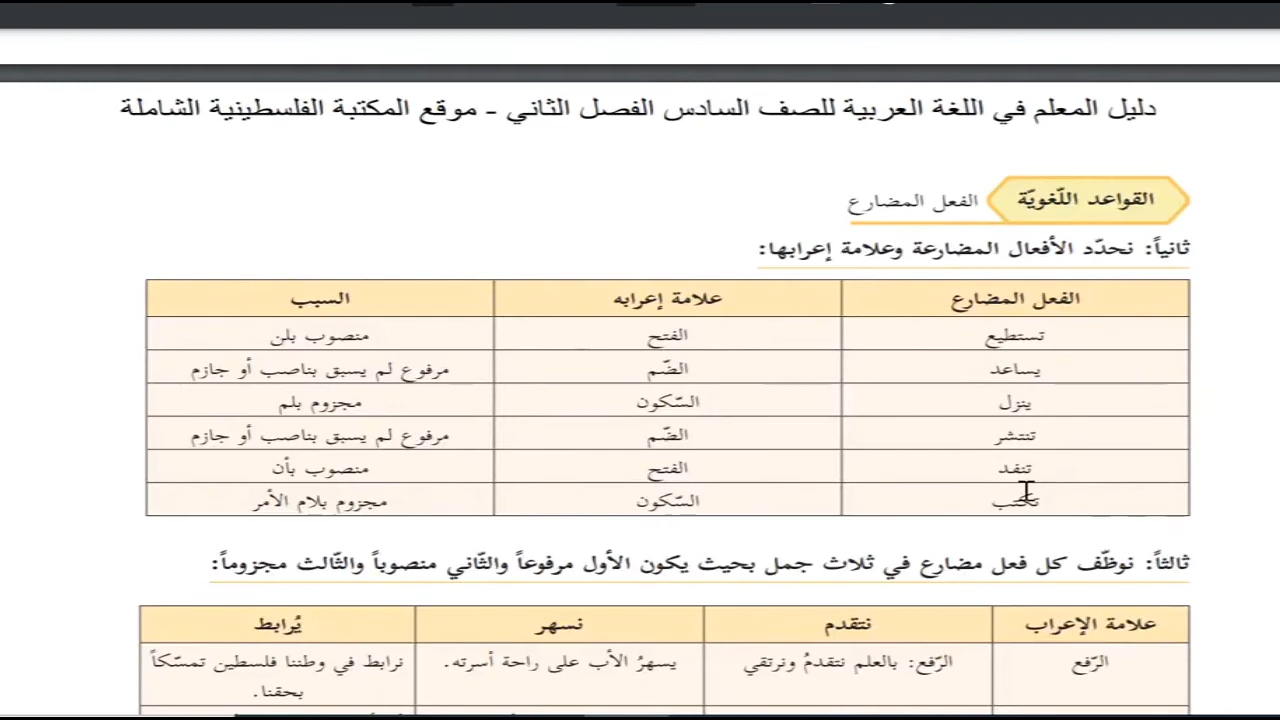 دليل المعلم في اللغة العربية للصف السادس الفصل الثاني - موقع المكتبة الفلسطينية الشاملة
القواعد اللّغويّة الفعل المضارع
ثانياً: نحدّد الأفعال المضارعة وعلامة إعرابها:
الفعل المضارع علامة إعرابه السبب
تستطيع الفتح منصوب بلن
يساعد الضّم مرفوع لم يسبق بناصب أو جازم
ينزل السّكون مجزوم بلم
تنتشر الضّم مرفوع لم يسبق بناصب أو جازم
تنفد الفتح منصوب بأن
تكتب السّكون مجزوم بلام الأمر
ثالثاً: نوظّف كل فعل مضارع في ثلاث جمل بحيث يكون الأول مرفوعاً والثّاني منصوباً والثّالث مجزوماً:
علامة الإعراب نتقدم نسهر يُرابط
الرّفع الرّفع: بالعلم نتقدمُ ونرتقي يسهرُ الأب على راحة أسرته. نرابط في وطننا فلسطين تمسّكاً
بحقنا.